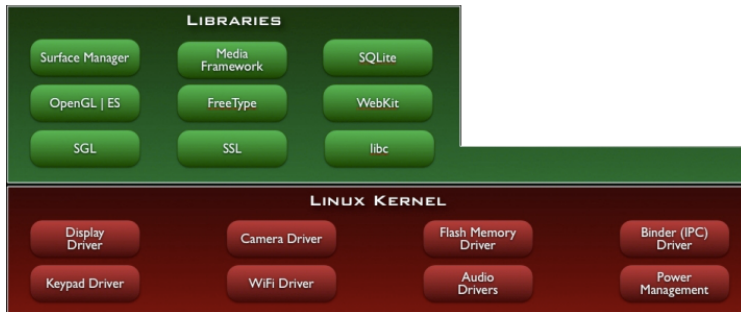 LIBRARIES
Surface Manager
Media
Framework
SQLite
OpenGL | ES
FreeType
WebKit
SGL
SSL
libc
LINUX KERNEL
Display
Driver
Camera Driver
Flash Memory
Driver
Binder (IPC)
Driver
Keypad Driver
WiFi Driver
Audio
Drivers
Power
Management